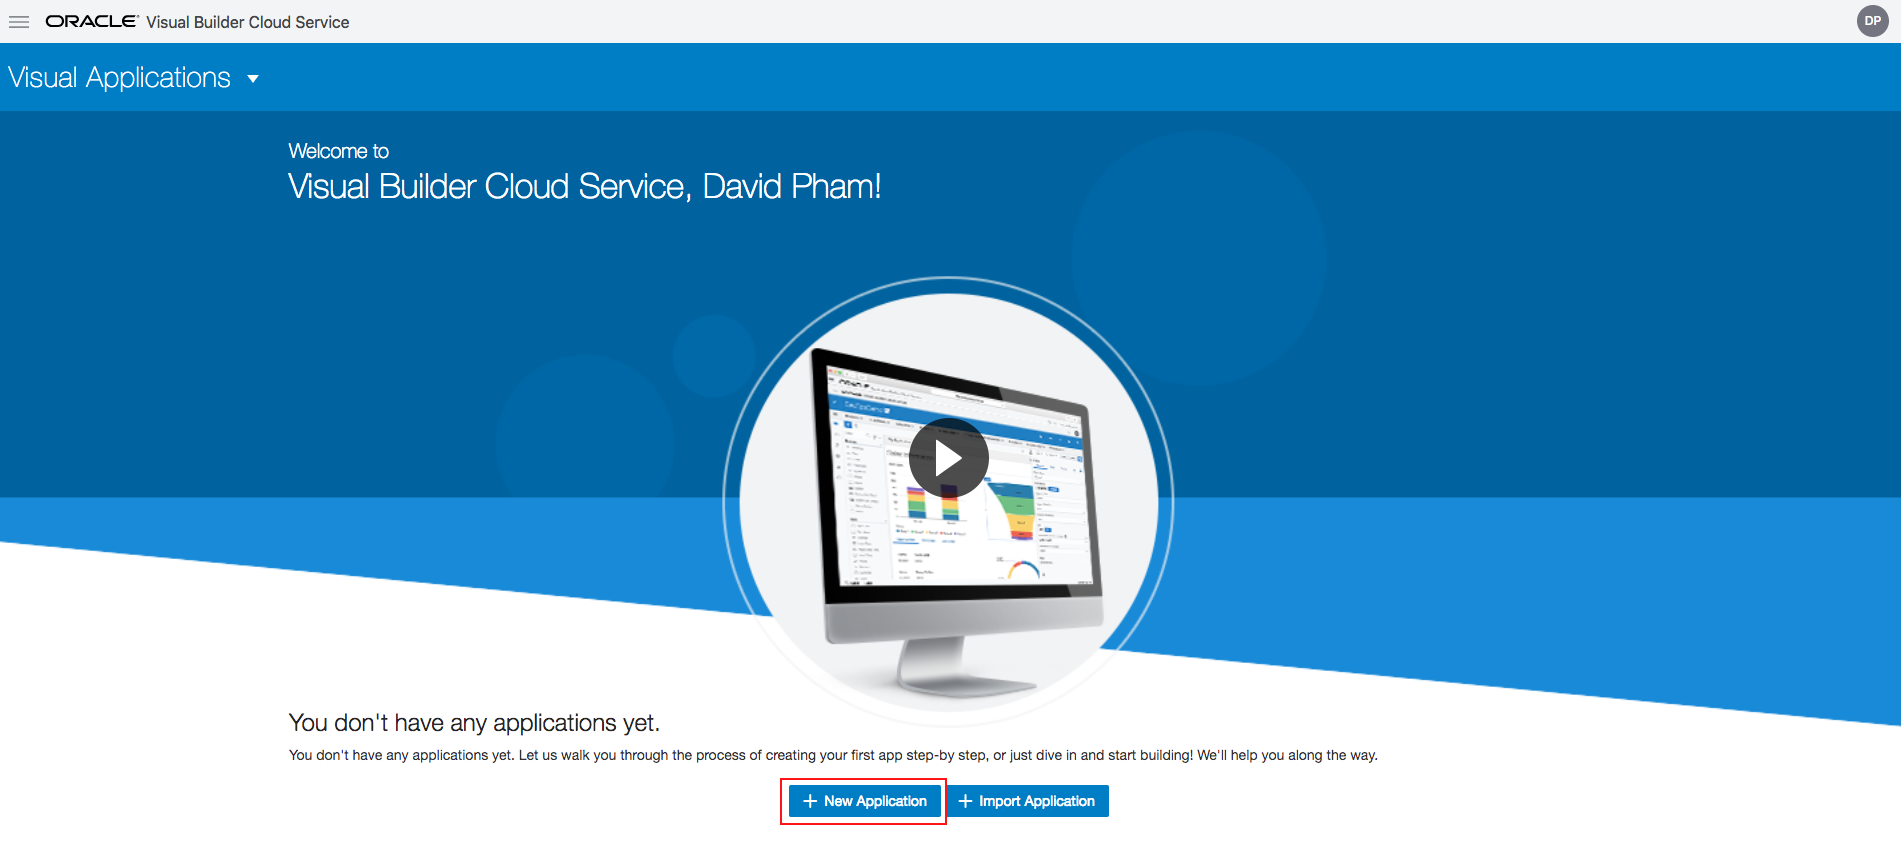 ORACLE Visual Builder Cloud Service
DP
Visual Applications
Welcome to
Visual Builder Cloud Service, David Pham!
ORACLE
You don't have any applications yet.
You don't have any applications yet. Let us walk you through the process of creating your first app step-by step, or just dive in and start building! We'll help you along the way.
+ New Application
+ Import Application